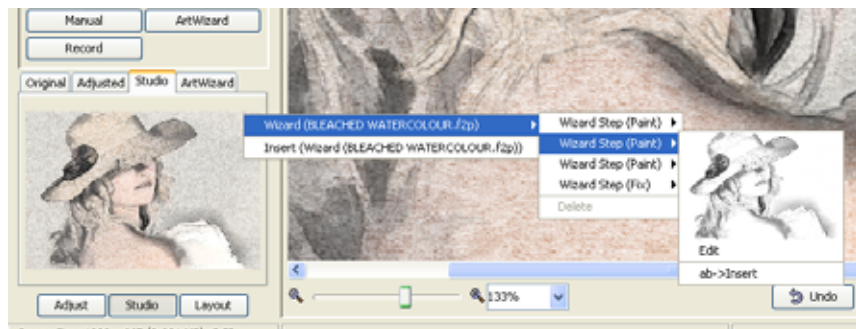 Manual ArtWizard
Record
Original Adjusted Studio ArtWizard
Wizard (BLEACHED WATERCOLOUR.f2p)
Insert (Wizard (BLEACHED WATERCOLOUR.f2p))
Wizard Step (Paint)
Wizard Step (Paint)
Wizard Step (Paint)
Wizard Step (Fix)
Delete
Edit
ab->Insert
133%
Adjust Studio Layout
Undo